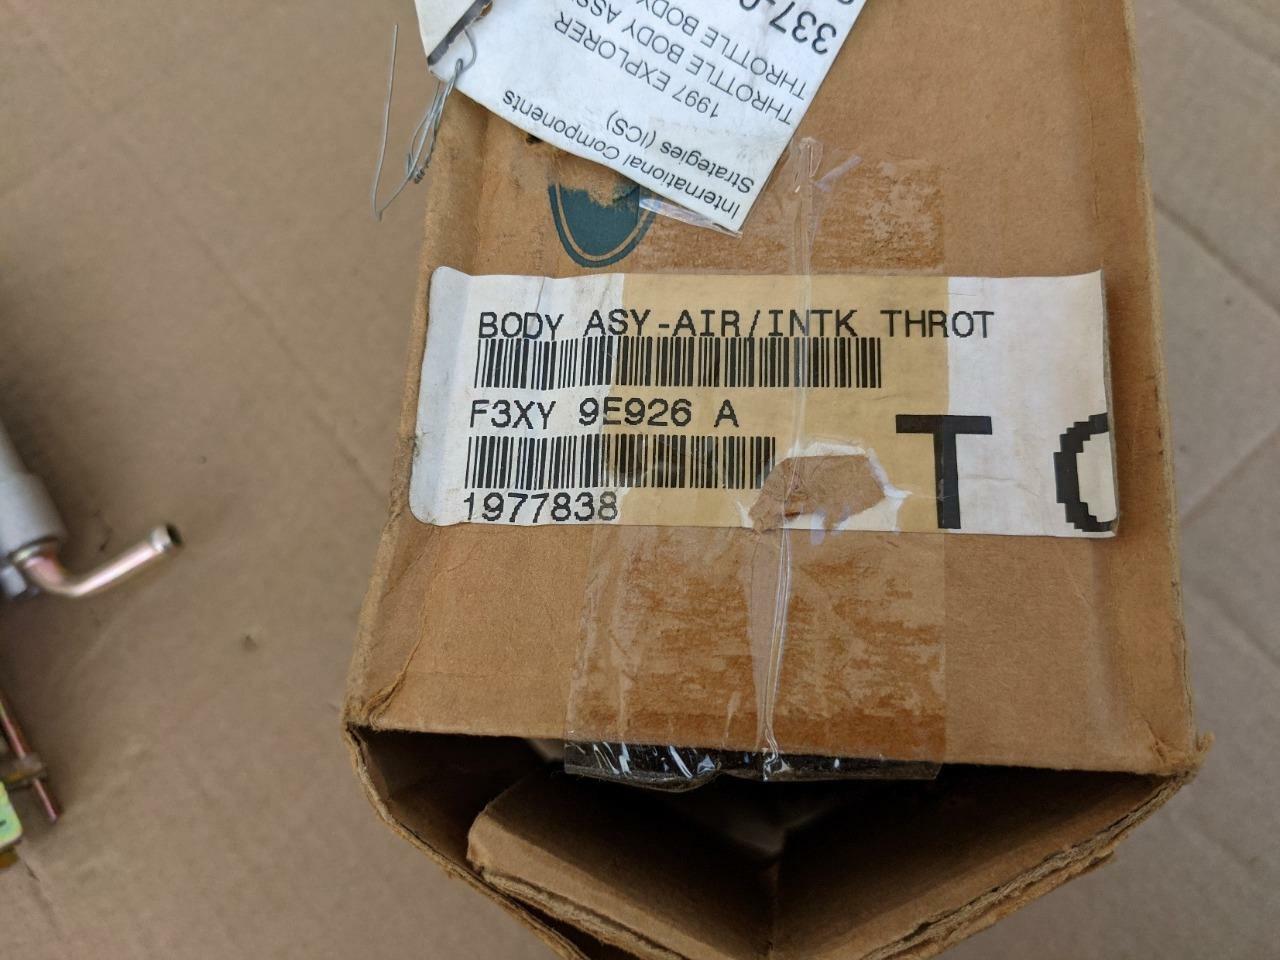 International Components
Strategies (ICS)
1997 EXPLORER
THROTTLE BODY ASS
THROTTLE BODY
337-
BODY ASY-AIR/INTK THROT
F3XY 9E926 A
1977838
T